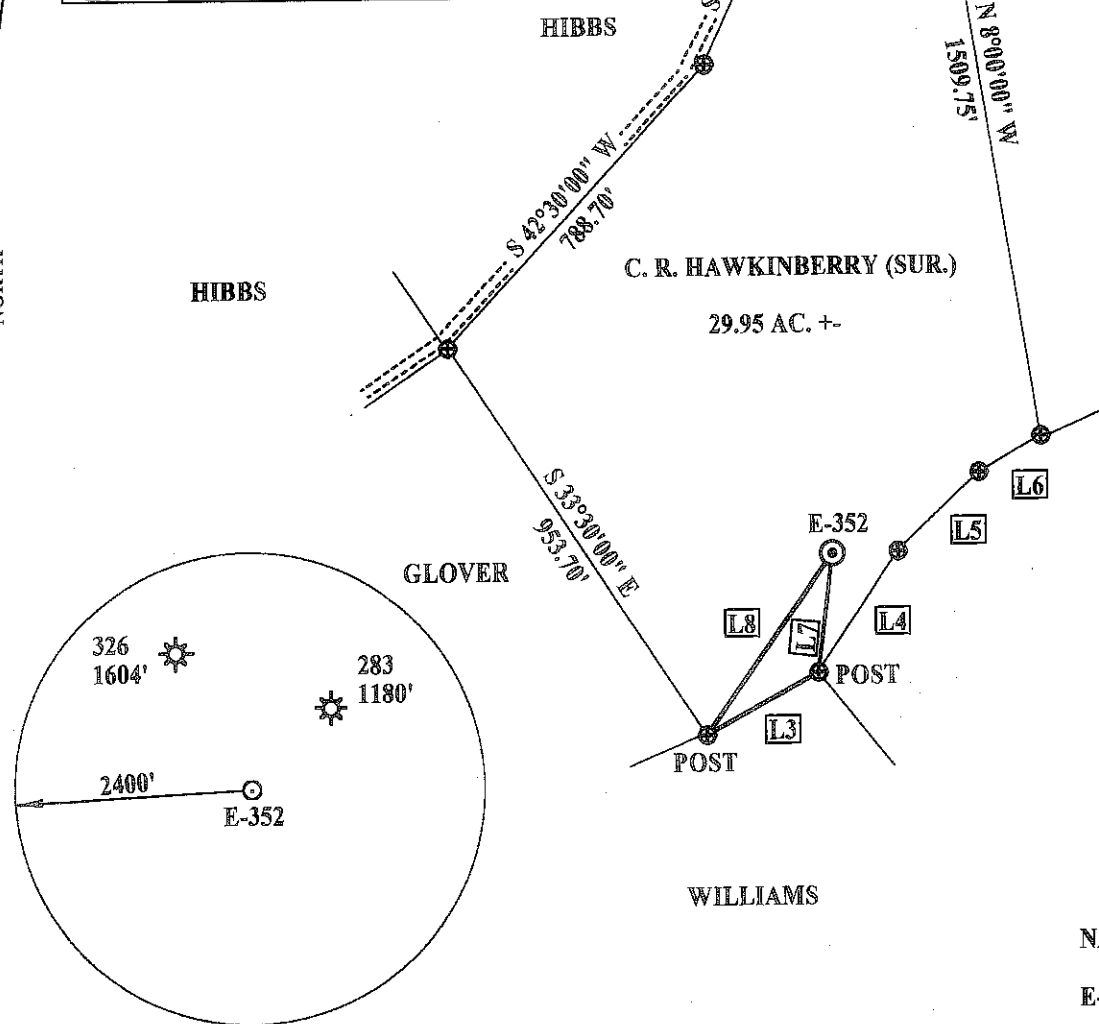 HIBBS
S
N 8°00'00" W
1509.75'
S 42°30'00" W
788.70'
C. R. HAWKINBERRY (SUR.)
29.95 AC. +-
HIBBS
NORTH
S 33°30'00" E
953.70'
L6
L5
E-352
GLOVER
L8
L7
L4
POST
L3
POST
326
1604'
283
1180'
2400'
E-352
WILLIAMS
E-